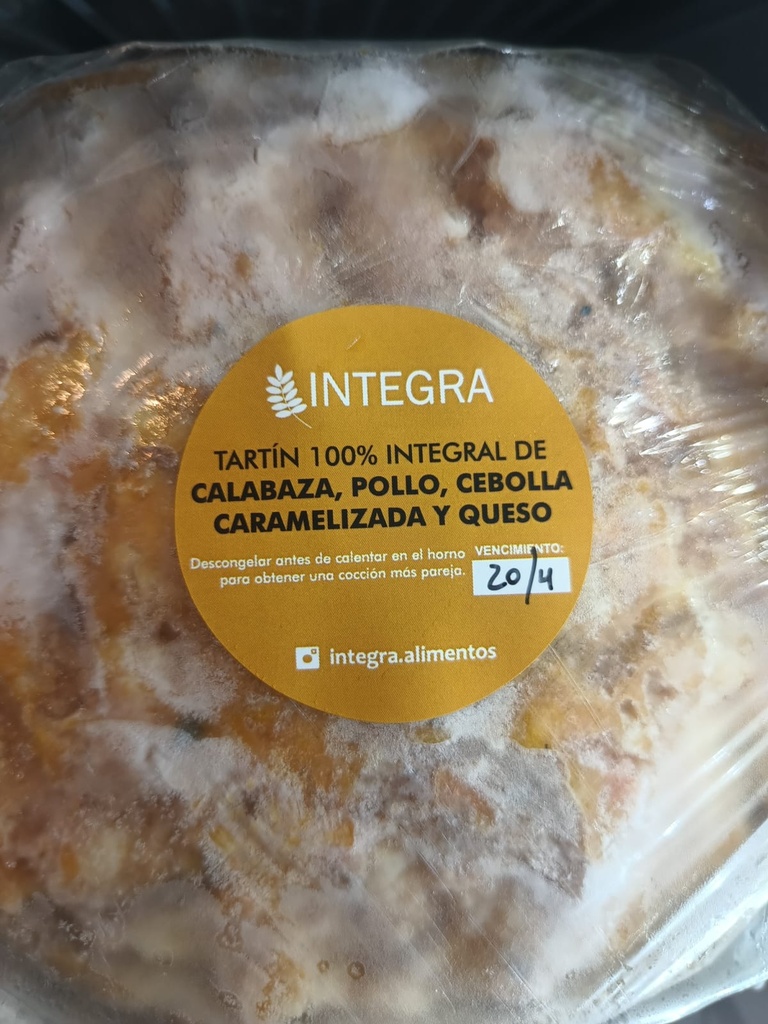 INTEGRA
TARTÍN 100% INTEGRAL DE
CALABAZA, POLLO, CEBOLLA
CARAMELIZADA Y QUESO
Descongelar antes de calentar en el horno
para obtener una cocción más pareja.
VENCIMIENTO:
20/4
integra.alimentos